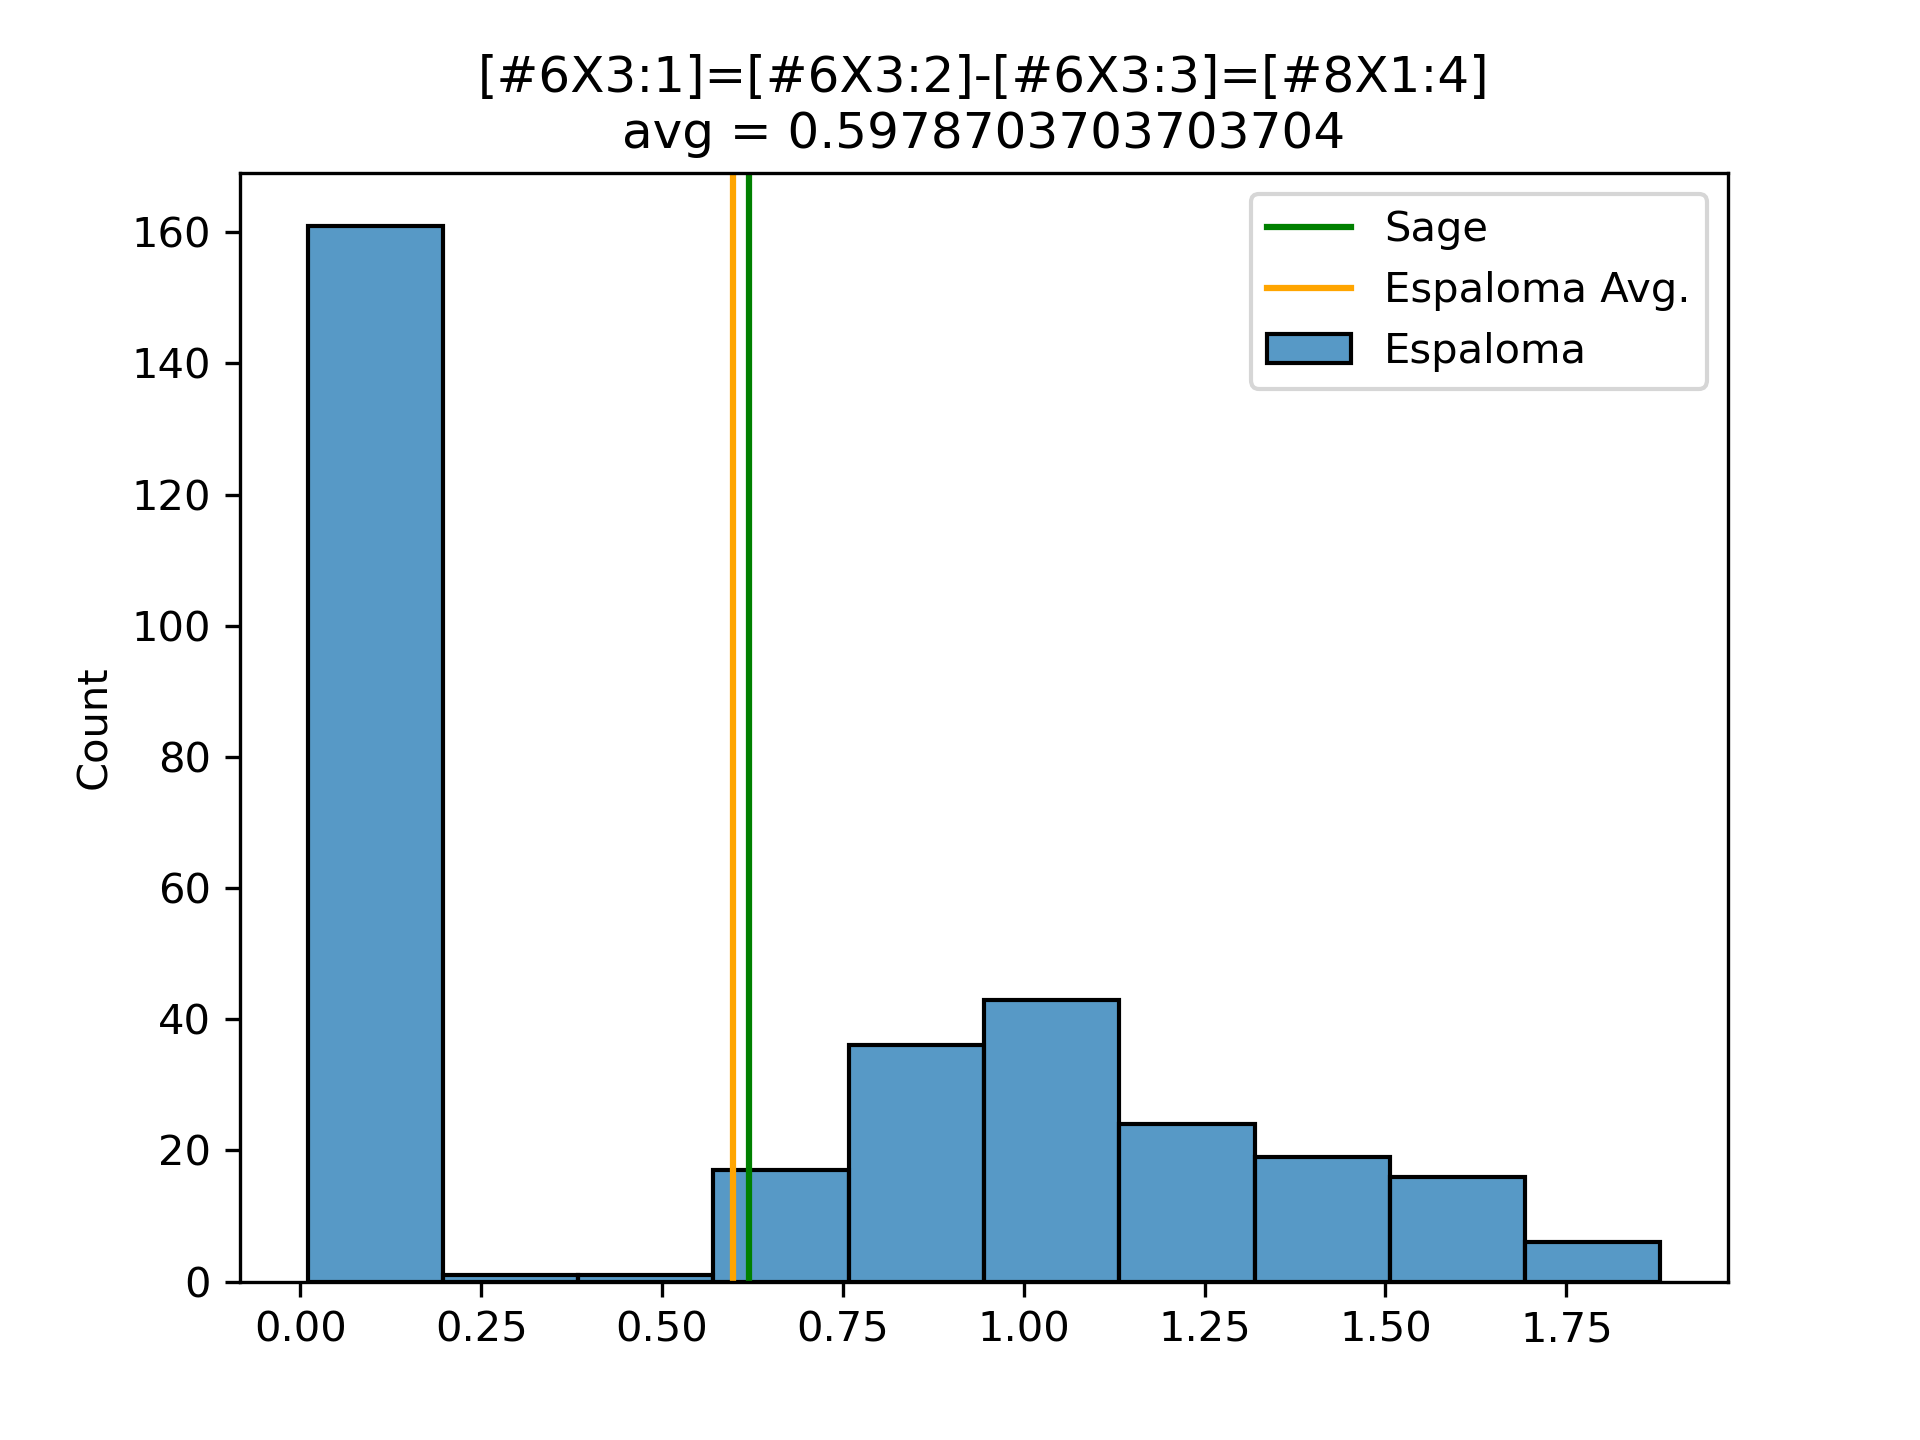 [#6X3:1]=[#6X3:2]-[#6X3:3]=[#8X1:4]
avg = 0.5978703703703704
Sage
Espaloma Avg.
Espaloma
Count
160
140
120
100
80
60
40
20
0
0.00 0.25 0.50 0.75 1.00 1.25 1.50 1.75